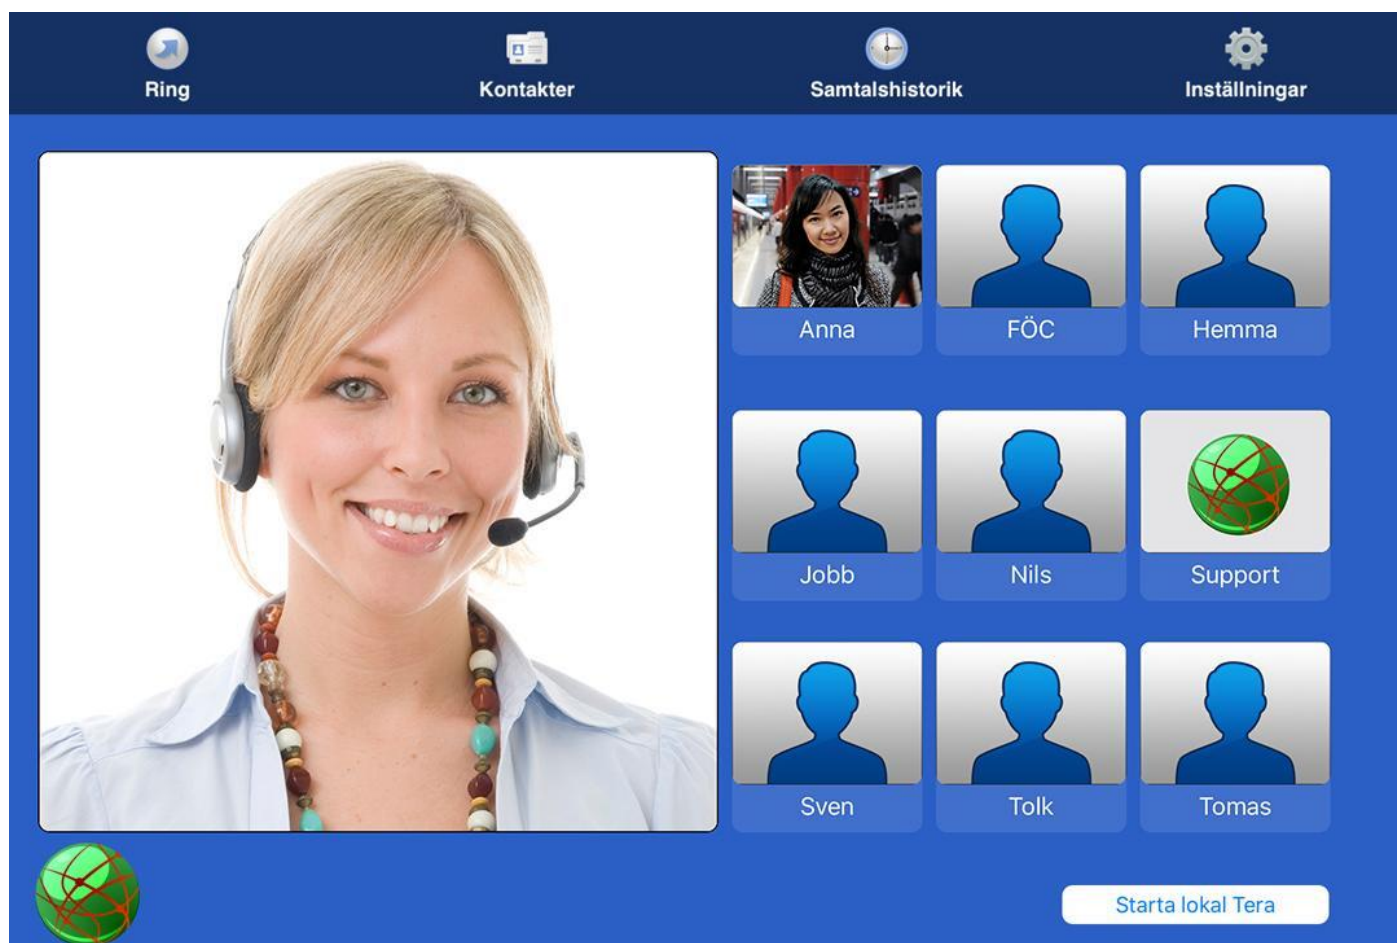 Ring
Kontakter
Samtalshistorik
Inställningar
Anna
FÖC
Hemma
Jobb
Nils
Support
Sven
Tolk
Tomas
Starta lokal Tera